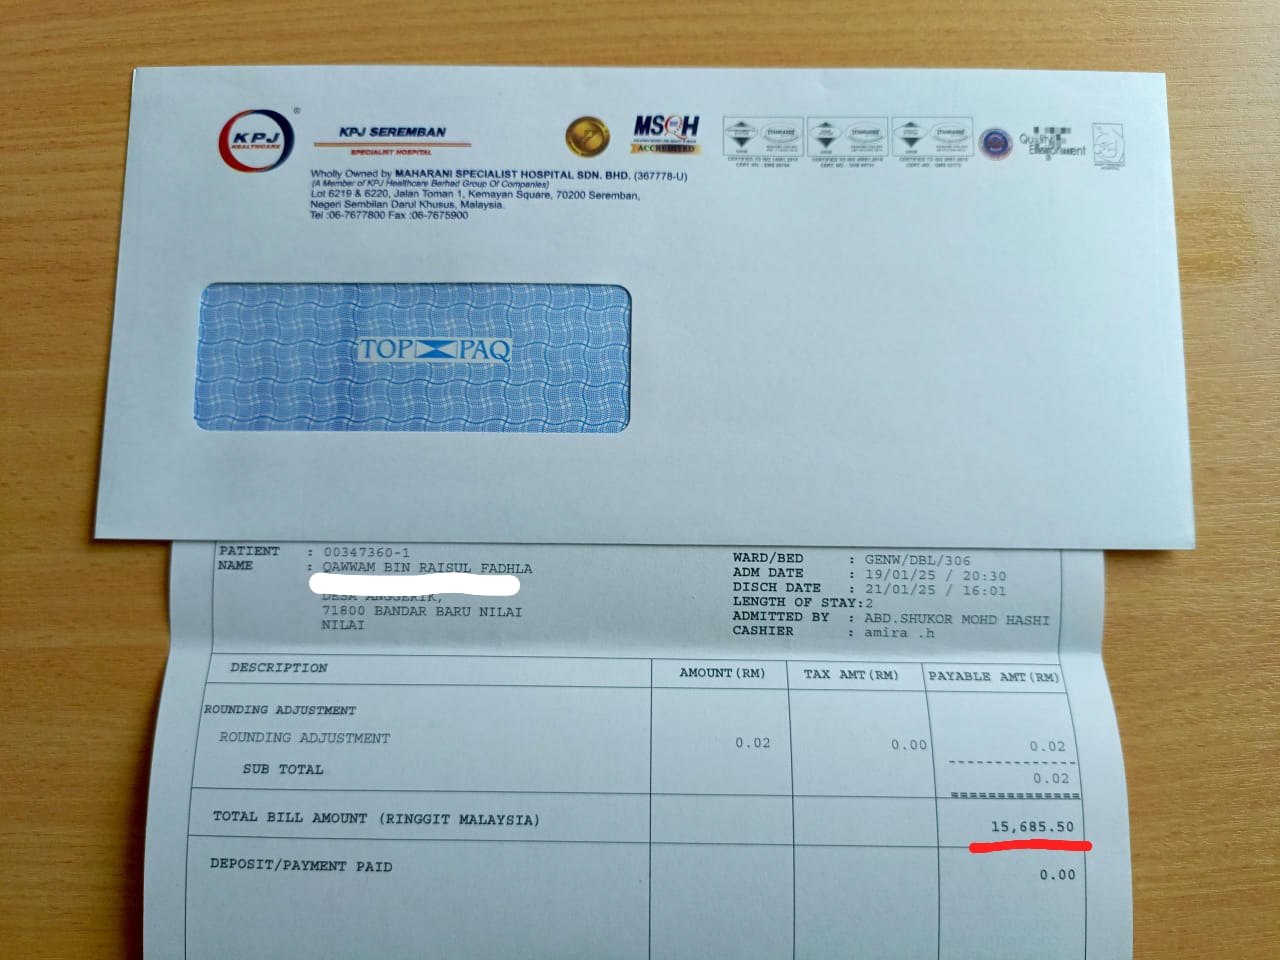 KPJ
HEALTHCARE
®
KPJ SEREMBAN
SPECIALIST HOSPITAL
MSQH
ACCREDITED
Quality
Environment
Wholly Owned by MAHARANI SPECIALIST HOSPITAL SDN. BHD. (367778-U)
(A Member of KPJ Healthcare Berhad Group Of Companies)
Lot 6219 & 6220, Jalan Toman 1, Kemayan Square, 70200 Seremban,
Negeri Sembilan Darul Khusus, Malaysia.
Tel :06-7677800 Fax :06-7675900
TOP PAQ
PATIENT : 00347360-1
NAME : QAWWAM BIN RAISUL FADHLA
DESA ANGGERIK,
71800 BANDAR BARU NILAI
NILAI
WARD/BED : GENW/DBL/306
ADM DATE : 19/01/25 / 20:30
DISCH DATE : 21/01/25 / 16:01
LENGTH OF STAY:2
ADMITTED BY : ABD.SHUKOR MOHD HASHI
CASHIER : amira .h
DESCRIPTION AMOUNT(RM) TAX AMT(RM) PAYABLE AMT(RM)
ROUNDING ADJUSTMENT
ROUNDING ADJUSTMENT 0.02 0.00 0.02
SUB TOTAL 0.02
TOTAL BILL AMOUNT (RINGGIT MALAYSIA) 15,685.50
DEPOSIT/PAYMENT PAID 0.00